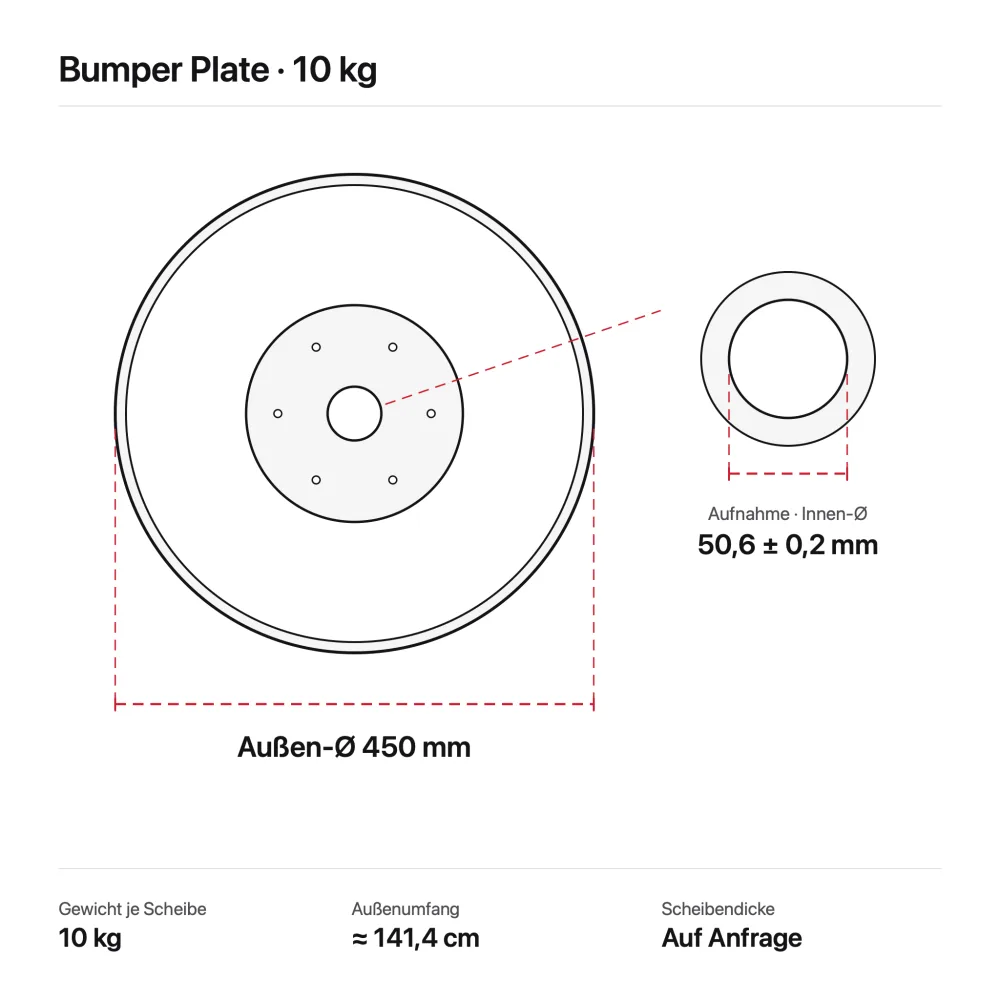 Bumper Plate · 10 kg
Aufnahme · Innen-Ø
50,6 ± 0,2 mm
Außen-Ø 450 mm
Gewicht je Scheibe
10 kg
Außenumfang
≈ 141,4 cm
Scheibendicke
Auf Anfrage